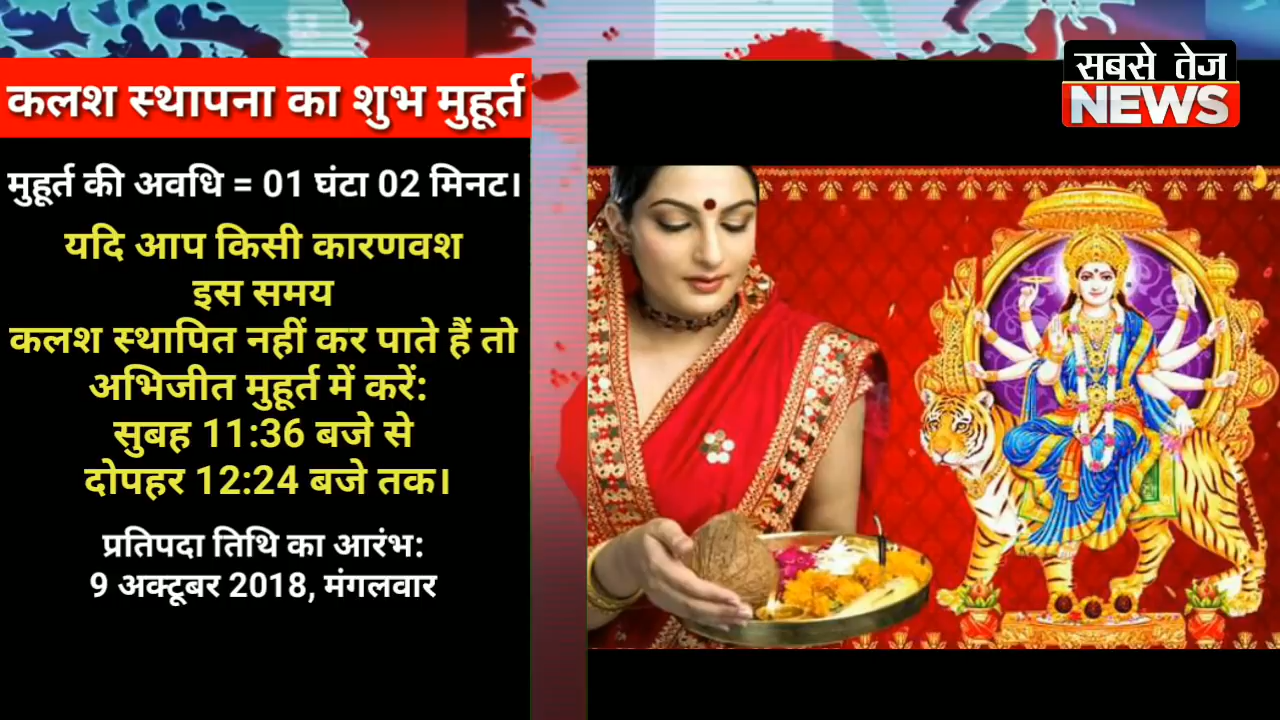 कलश स्थापना का शुभ मुहूर्त
मुहूर्त की अवधि = 01 घंटा 02 मिनट।
यदि आप किसी कारणवश
इस समय
कलश स्थापित नहीं कर पाते हैं तो
अभिजीत मुहूर्त में करें:
सुबह 11:36 बजे से
दोपहर 12:24 बजे तक।
प्रतिपदा तिथि का आरंभ:
9 अक्टूबर 2018, मंगलवार
सबसे तेज
NEWS